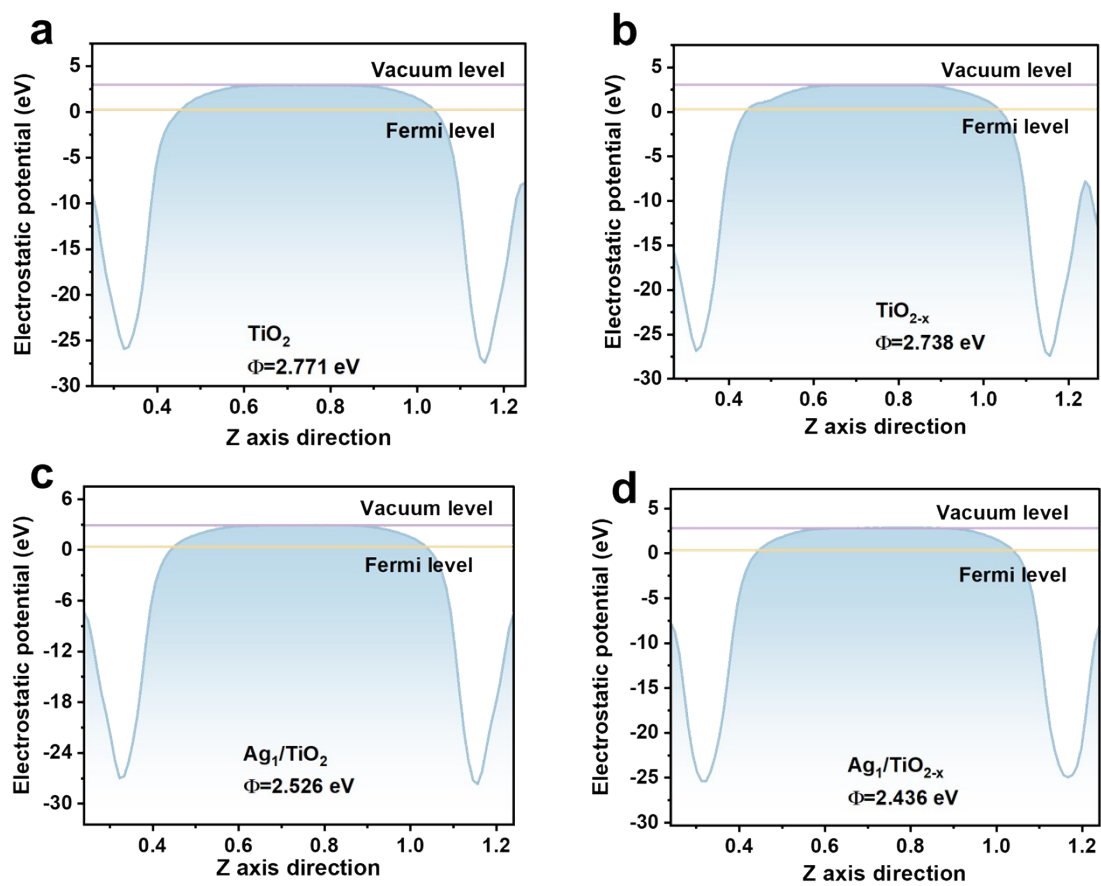 a
Electrostatic potential (eV)
5
0
-5
-10
-15
-20
-25
-30
Vacuum level
Fermi level
TiO₂
Φ=2.771 eV
0.4
0.6
0.8
1.0
1.2
Z axis direction
b
Electrostatic potential (eV)
5
0
-5
-10
-15
-20
-25
-30
Vacuum level
Fermi level
TiO₂₋ₓ
Φ=2.738 eV
0.4
0.6
0.8
1.0
1.2
Z axis direction
c
Electrostatic potential (eV)
6
0
-6
-12
-18
-24
-30
Vacuum level
Fermi level
Ag₁/TiO₂
Φ=2.526 eV
0.4
0.6
0.8
1.0
1.2
Z axis direction
d
Electrostatic potential (eV)
5
0
-5
-10
-15
-20
-25
-30
Vacuum level
Fermi level
Ag₁/TiO₂₋ₓ
Φ=2.436 eV
0.4
0.6
0.8
1.0
1.2
Z axis direction